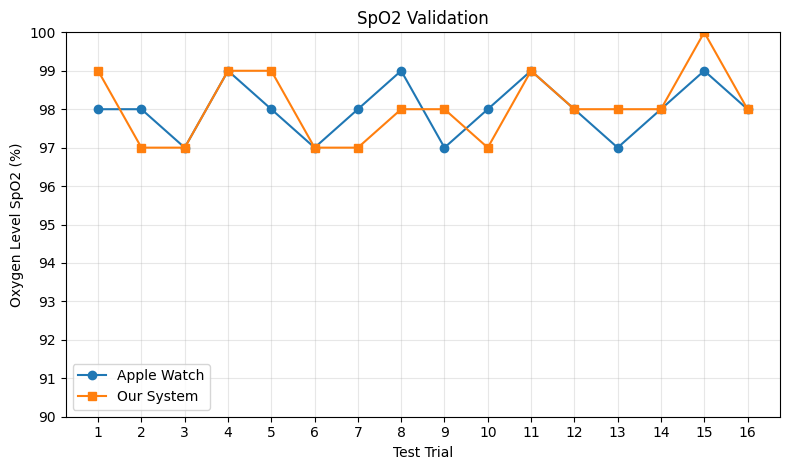 SpO2 Validation
Oxygen Level SpO2 (%)
100
99
98
97
96
95
94
93
92
91
90
Apple Watch
Our System
1 2 3 4 5 6 7 8 9 10 11 12 13 14 15 16
Test Trial